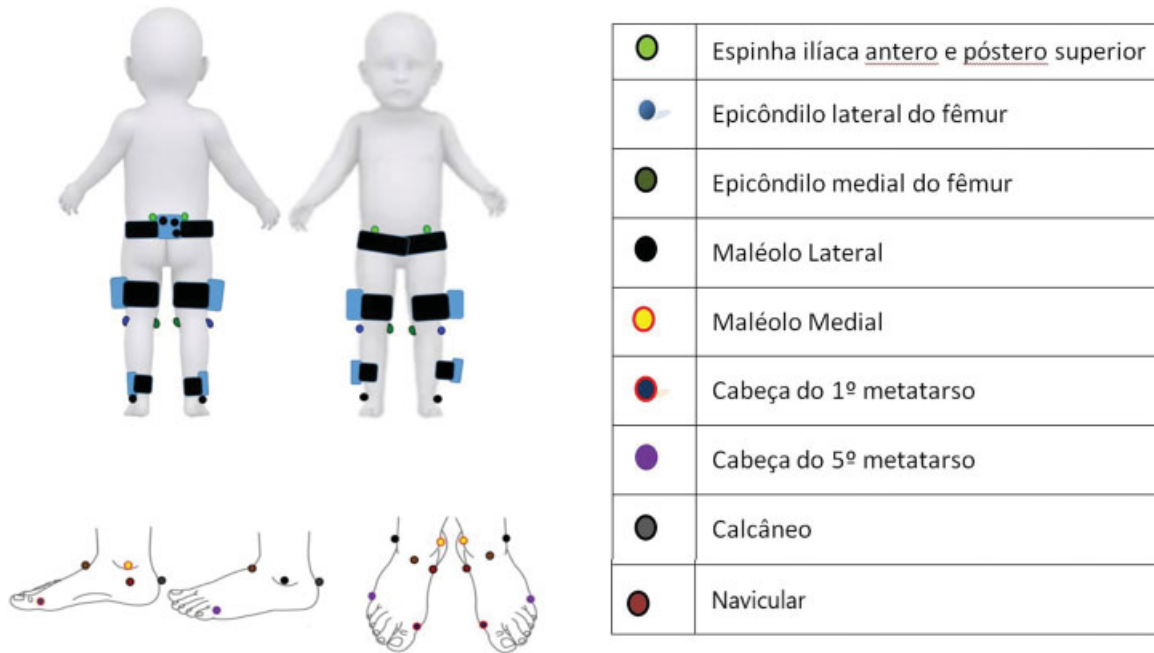 Espinha ilíaca antero e póstero superior
Epicôndilo lateral do fêmur
Epicôndilo medial do fêmur
Maléolo Lateral
Maléolo Medial
Cabeça do 1º metatarso
Cabeça do 5º metatarso
Calcâneo
Navicular